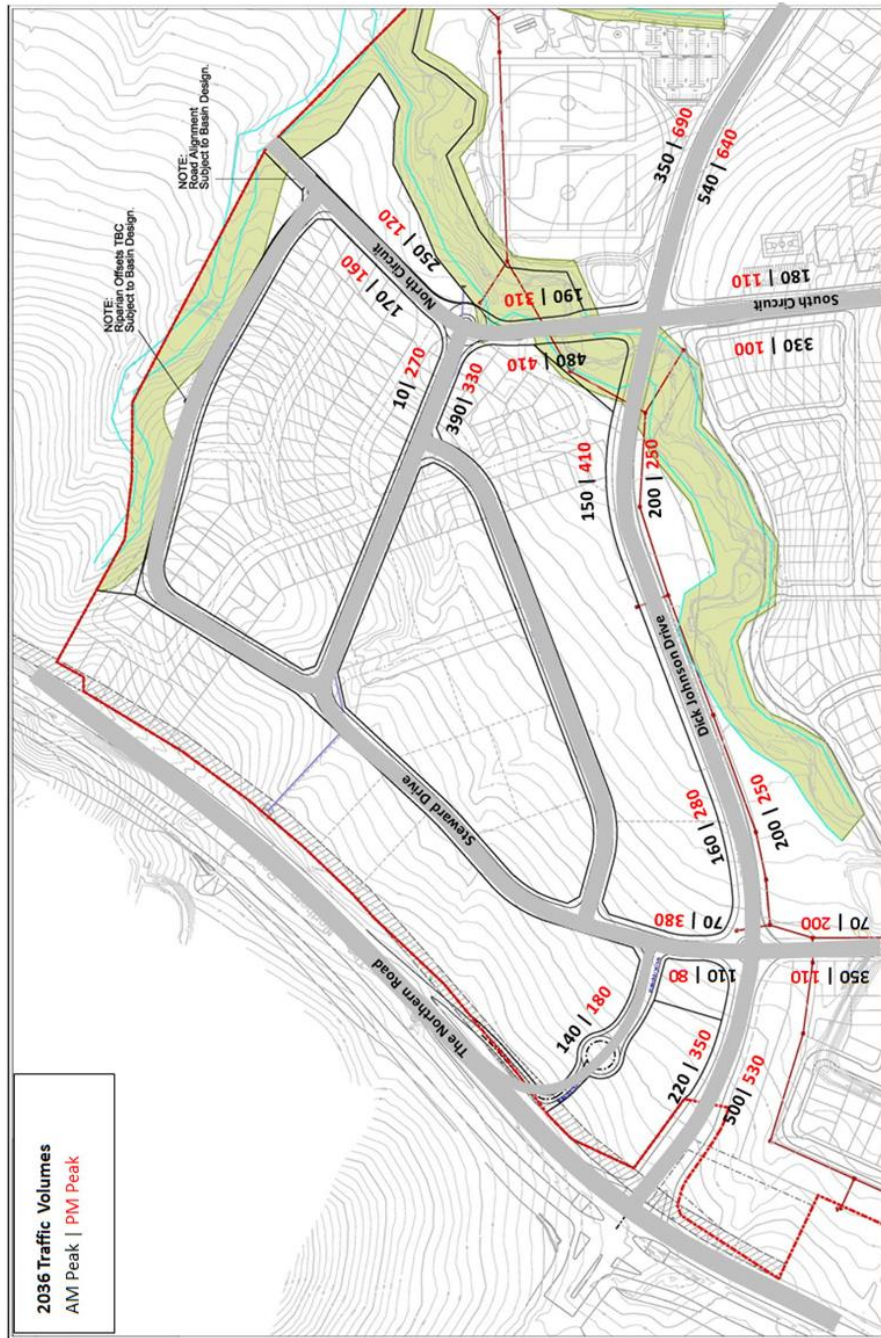 2036 Traffic Volumes
AM Peak | PM Peak
NOTE:
Riparian Offsets TBC
Subject to Basin Design.
NOTE:
Road Alignment
Subject to Basin Design.
The Northern Road
Steward Drive
North Circuit
170 | 160
250 | 120
10 | 270
390 | 330
480 | 410
190 | 310
350 | 690
540 | 640
150 | 410
200 | 250
South Circuit
330 | 100
180 | 110
Dick Johnson Drive
160 | 280
200 | 250
70 | 380
110 | 80
140 | 180
220 | 350
500 | 530
350 | 110
70 | 200